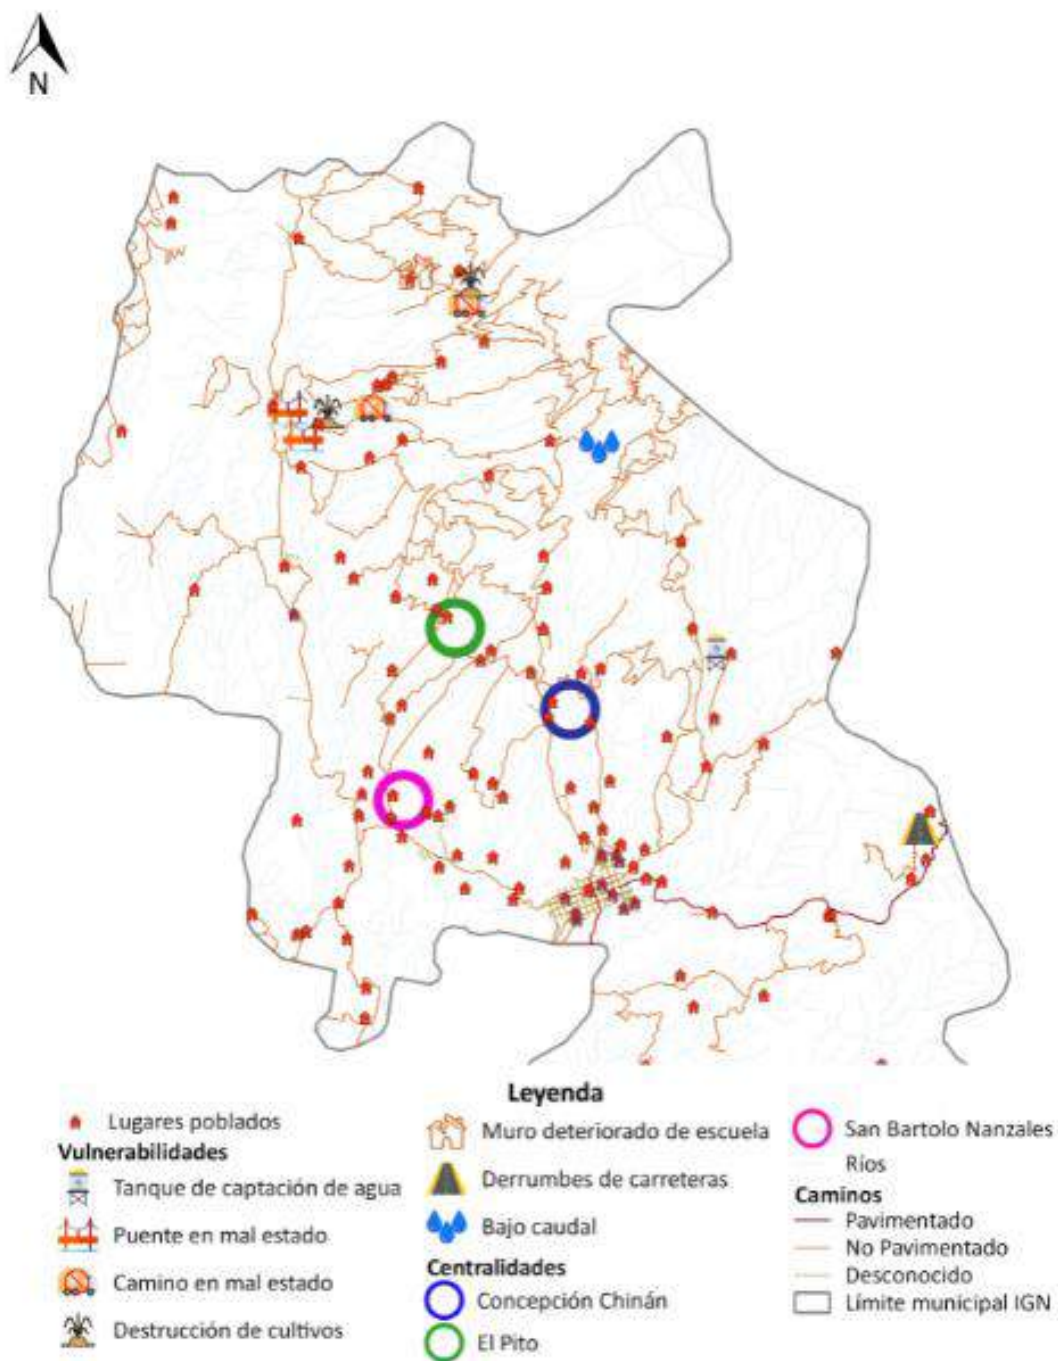 N
Leyenda
Lugares poblados
Vulnerabilidades
Tanque de captación de agua
Puente en mal estado
Camino en mal estado
Destrucción de cultivos
Muro deteriorado de escuela
Derrumbes de carreteras
Bajo caudal
Centralidades
Concepción Chinán
El Pito
San Bartolo Nanzales
Ríos
Caminos
Pavimentado
No Pavimentado
Desconocido
Límite municipal IGN